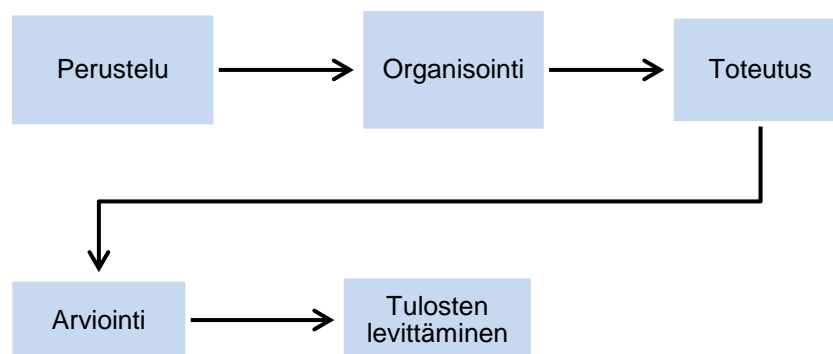 Perustelu
Organisointi
Toteutus
Arviointi
Tulosten
levittäminen